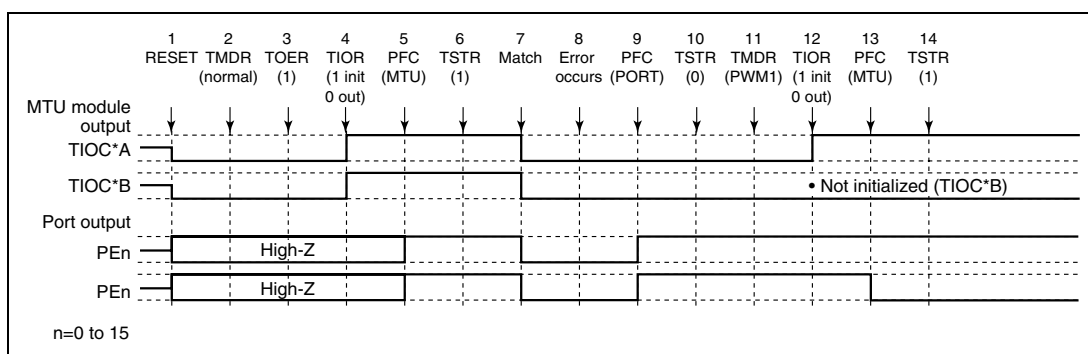 1 2 3 4 5 6 7 8 9 10 11 12 13 14
RESET TMDR TOER TIOR PFC TSTR Match Error PFC TSTR TMDR TIOR PFC TSTR
(normal) (1) (1 init (MTU) (1) occurs (PORT) (0) (PWM1) (1 init (MTU) (1)
0 out) 0 out)
MTU module
output
TIOC*A
TIOC*B
• Not initialized (TIOC*B)
Port output
PEn
High-Z
PEn
High-Z
n=0 to 15